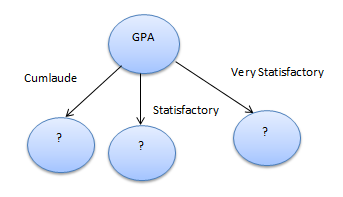 GPA
Cumlaude
Statisfactory
Very Statisfactory
?
?
?